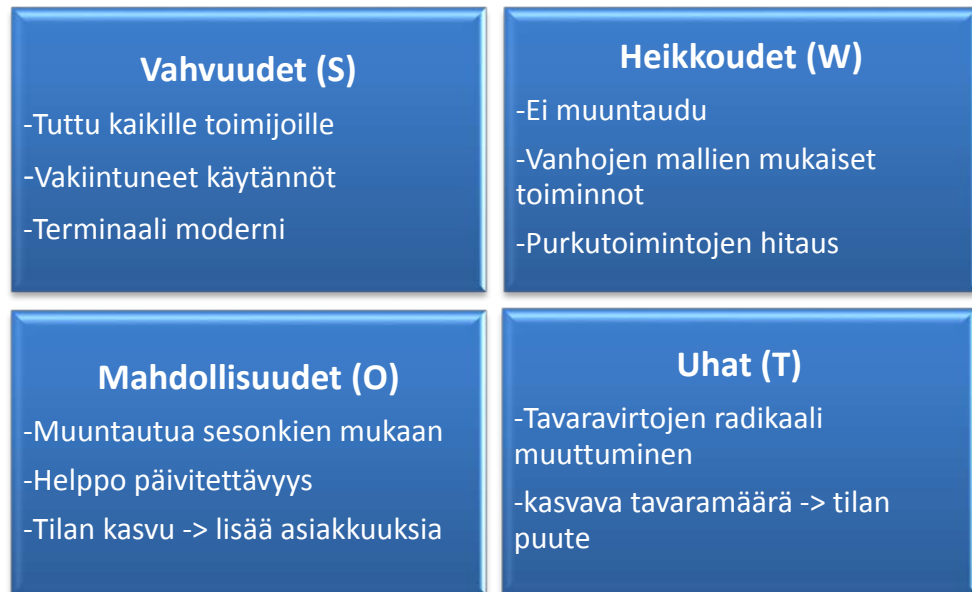 Vahvuudet (S)
-Tuttu kaikille toimijoille
-Vakiintuneet käytännöt
-Terminaali moderni
Heikkoudet (W)
-Ei muuntaudu
-Vanhojen mallien mukaiset
toiminnot
-Purkutoimintojen hitaus
Mahdollisuudet (O)
-Muuntautua sesonkien mukaan
-Helppo päivitettävyys
-Tilan kasvu -> lisää asiakkuuksia
Uhat (T)
-Tavaravirtojen radikaali
muuttuminen
-kasvava tavaramäärä -> tilan
puute